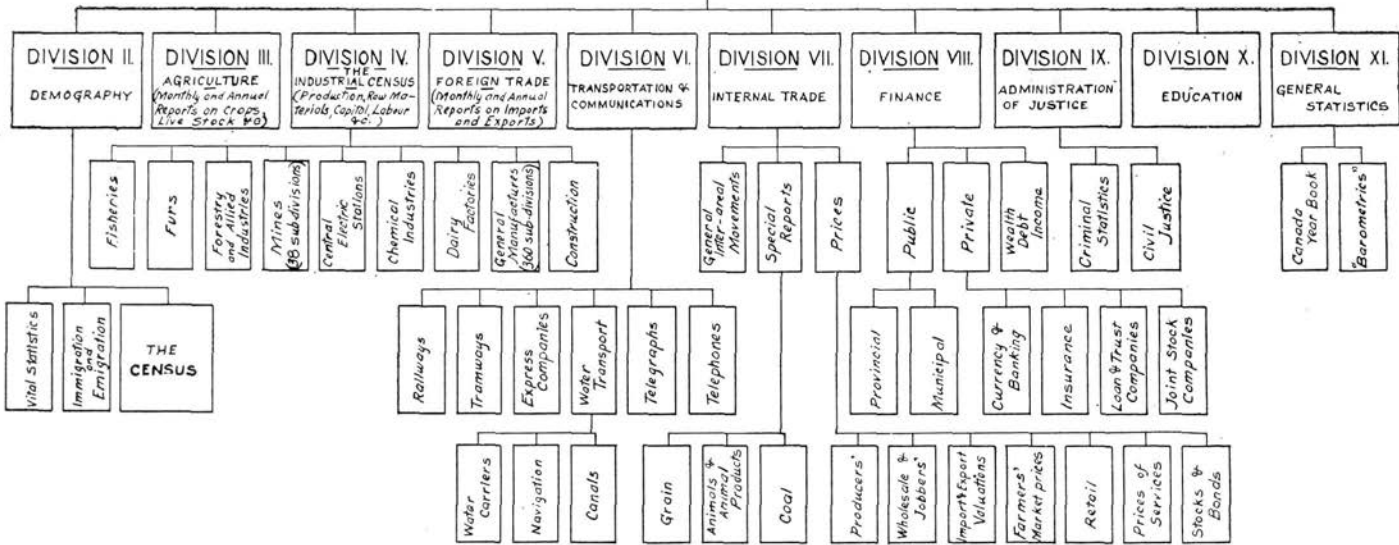 DIVISION II.
DEMOGRAPHY
DIVISION III.
AGRICULTURE
(Monthly and Annual
Reports on Crops,
Live Stock &c)
DIVISION IV.
THE
INDUSTRIAL CENSUS
(Production, Raw Ma-
terials, Capital, Labour
&c.)
DIVISION V.
FOREIGN TRADE
(Monthly and Annual
Reports on Imports
and Exports)
DIVISION VI.
TRANSPORTATION &
COMMUNICATIONS
DIVISION VII.
INTERNAL TRADE
DIVISION VIII.
FINANCE
DIVISION IX.
ADMINISTRATION
OF JUSTICE
DIVISION X.
EDUCATION
DIVISION XI.
GENERAL
STATISTICS
Fisheries
Furs
Forestry
and Allied
Industries
Mines
(38 subdivisions)
Central
Electric
Stations
Chemical
Industries
Dairy
Factories
General
Manufactures
(360 sub-divisions)
Construction
General
Inter-areal
Movements
Special
Reports
Prices
Public
Private
Wealth
Debt
Income
Criminal
Statistics
Civil
Justice
Canada
Year Book
"Barometrics"
Vital Statistics
Immigration
and
Emigration
THE
CENSUS
Railways
Tramways
Express
Companies
Water
Transport
Telegraphs
Telephones
Provincial
Municipal
Currency &
Banking
Insurance
Loan & Trust
Companies
Joint Stock
Companies
Water
Carriers
Navigation
Canals
Grain
Animals &
Animal
Products
Coal
Producers'
Wholesale &
Jobbers'
Import & Export
Valuations
Farmers'
Market prices
Retail
Prices of
Services
Stocks &
Bonds